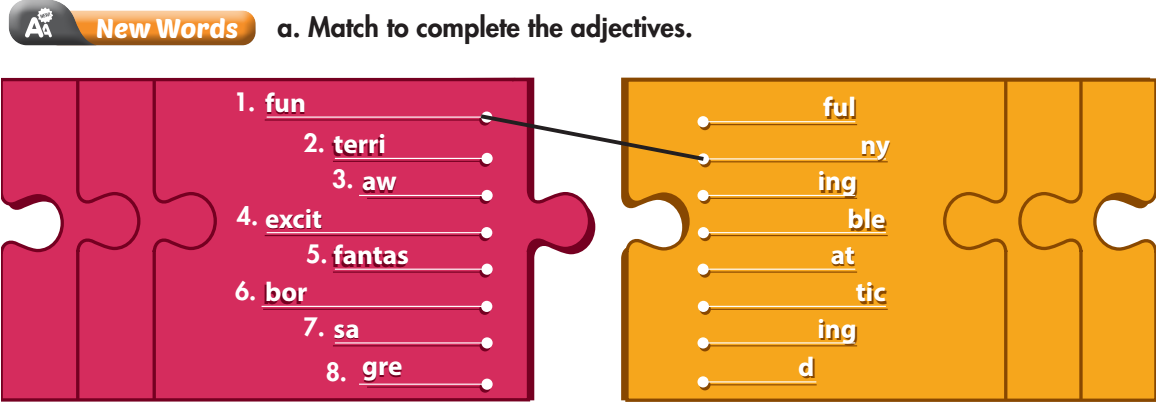 New Words a. Match to complete the adjectives.
1. fun ful
2. terri ny
3. aw ing
4. excit ble
5. fantas at
6. bor tic
7. sa ing
8. gre d